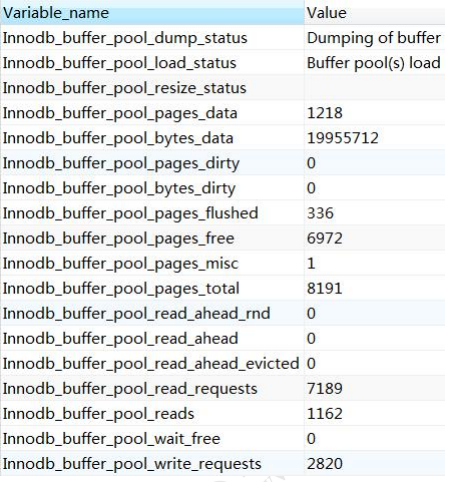 Variable_name Value
Innodb_buffer_pool_dump_status Dumping of buffer
Innodb_buffer_pool_load_status Buffer pool(s) load
Innodb_buffer_pool_resize_status
Innodb_buffer_pool_pages_data 1218
Innodb_buffer_pool_bytes_data 19955712
Innodb_buffer_pool_pages_dirty 0
Innodb_buffer_pool_bytes_dirty 0
Innodb_buffer_pool_pages_flushed 336
Innodb_buffer_pool_pages_free 6972
Innodb_buffer_pool_pages_misc 1
Innodb_buffer_pool_pages_total 8191
Innodb_buffer_pool_read_ahead_rnd 0
Innodb_buffer_pool_read_ahead 0
Innodb_buffer_pool_read_ahead_evicted 0
Innodb_buffer_pool_read_requests 7189
Innodb_buffer_pool_reads 1162
Innodb_buffer_pool_wait_free 0
Innodb_buffer_pool_write_requests 2820